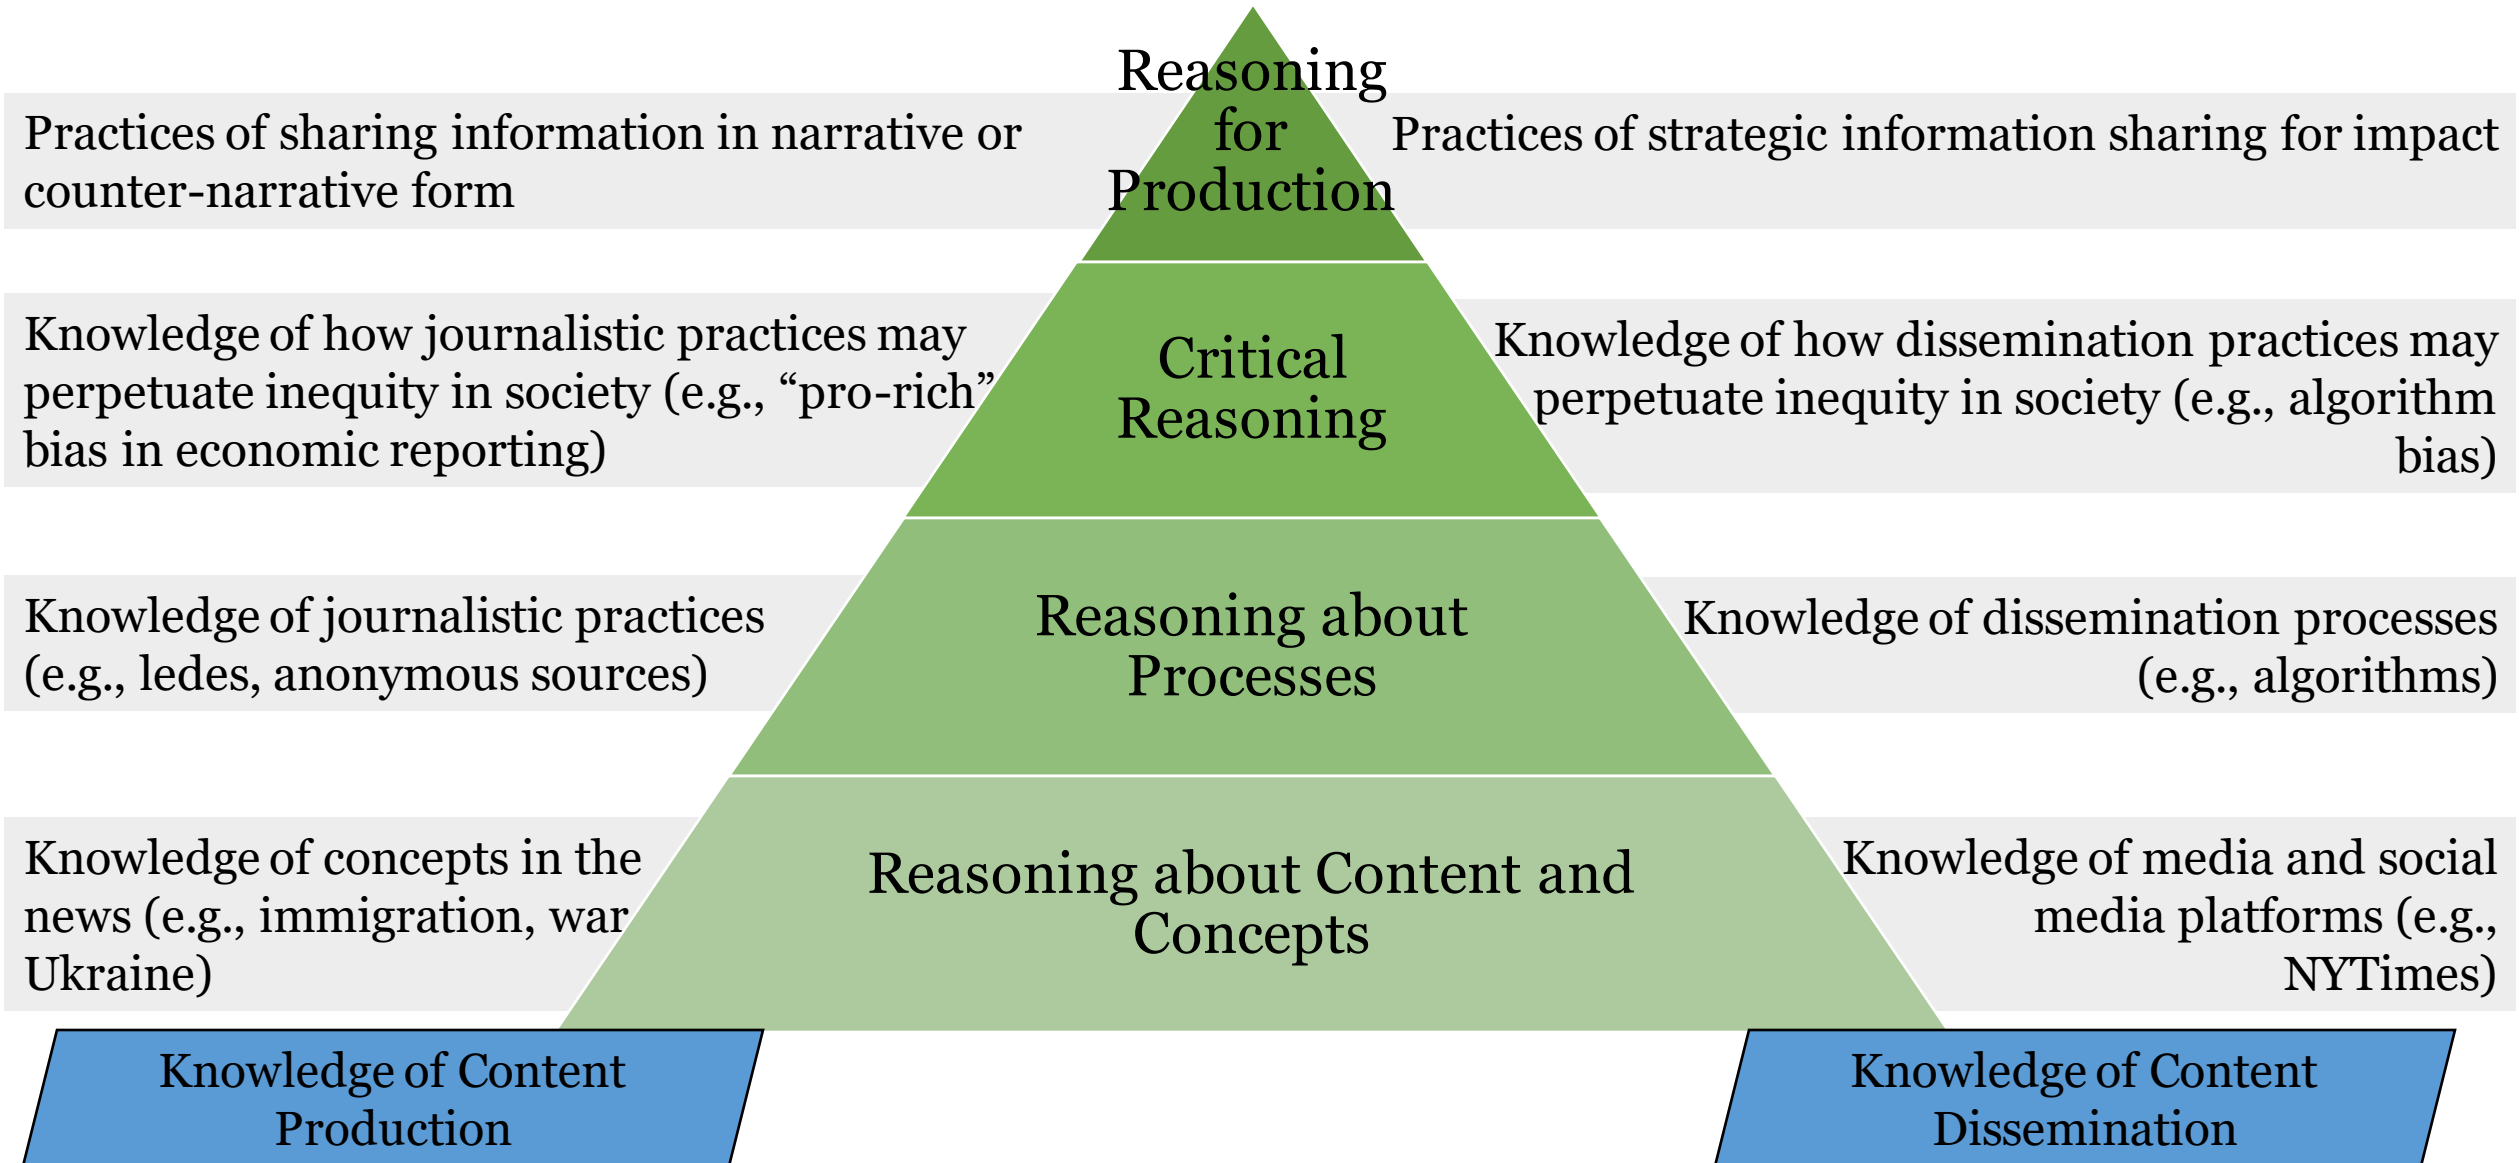 Reasoning
for
Production
Practices of sharing information in narrative or
counter-narrative form
Practices of strategic information sharing for impact
Critical
Reasoning
Knowledge of how journalistic practices may
perpetuate inequity in society (e.g., “pro-rich”
bias in economic reporting)
Knowledge of how dissemination practices may
perpetuate inequity in society (e.g., algorithm
bias)
Reasoning about
Processes
Knowledge of journalistic practices
(e.g., ledes, anonymous sources)
Knowledge of dissemination processes
(e.g., algorithms)
Reasoning about Content and
Concepts
Knowledge of concepts in the
news (e.g., immigration, war
Ukraine)
Knowledge of media and social
media platforms (e.g.,
NYTimes)
Knowledge of Content
Production
Knowledge of Content
Dissemination